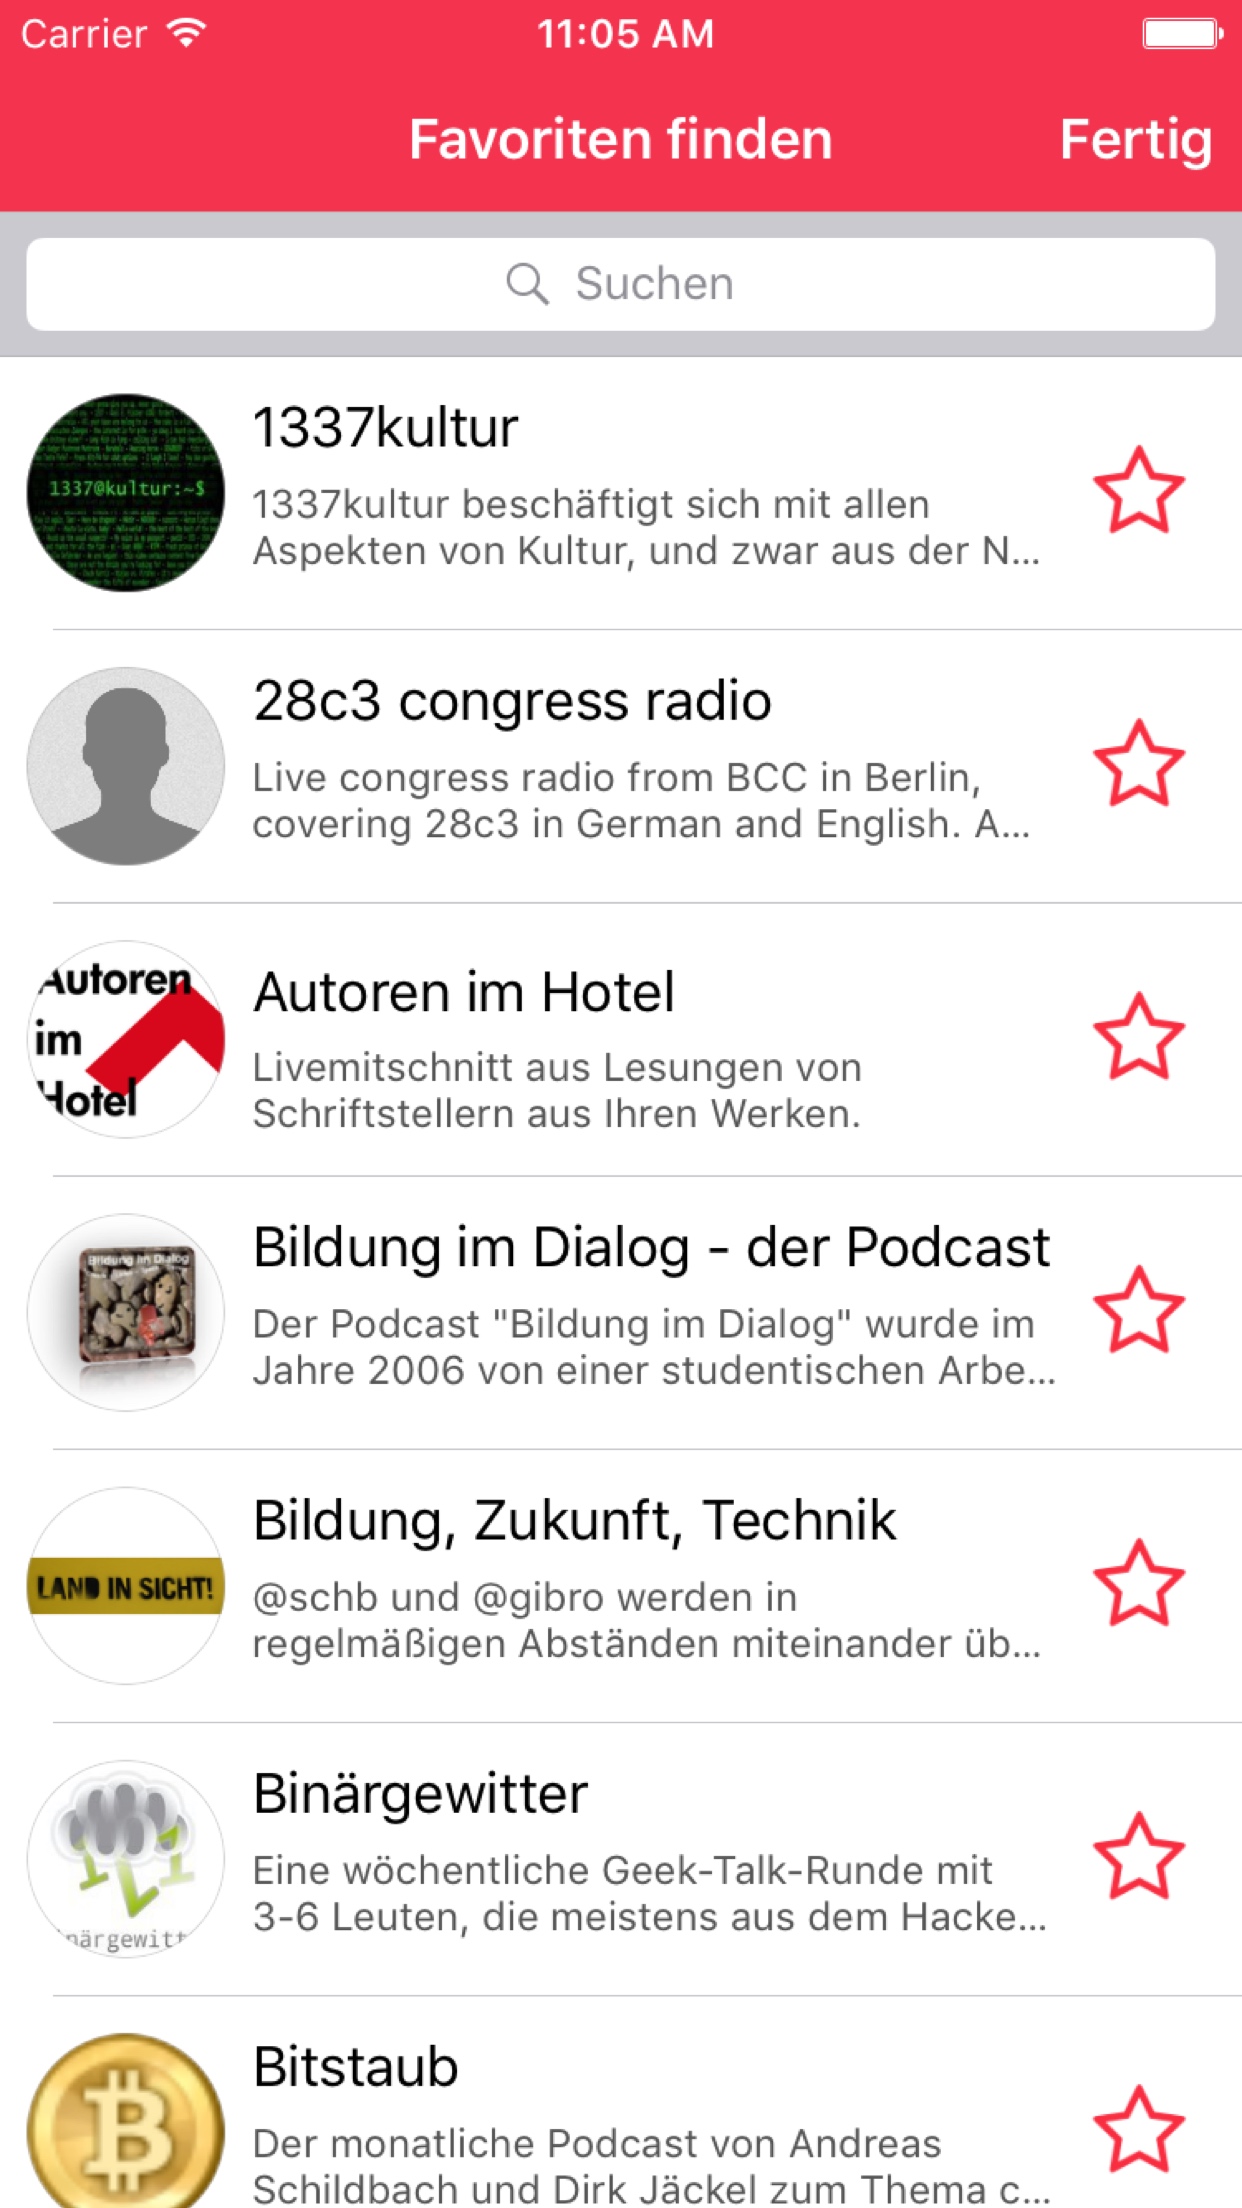 Carrier 11:05 AM
Favoriten finden Fertig
Suchen
1337@kultur:~$
1337kultur
1337kultur beschäftigt sich mit allen
Aspekten von Kultur, und zwar aus der N...
28c3 congress radio
Live congress radio from BCC in Berlin,
covering 28c3 in German and English. A...
Autoren
im
Hotel
Autoren im Hotel
Livemitschnitt aus Lesungen von
Schriftstellern aus Ihren Werken.
Bildung im Dialog
Bildung im Dialog - der Podcast
Der Podcast "Bildung im Dialog" wurde im
Jahre 2006 von einer studentischen Arbe...
LAND IN SICHT!
Bildung, Zukunft, Technik
@schb und @gibro werden in
regelmäßigen Abständen miteinander üb...
närgewitt
Binärgewitter
Eine wöchentliche Geek-Talk-Runde mit
3-6 Leuten, die meistens aus dem Hacke...
Bitstaub
Der monatliche Podcast von Andreas
Schildbach und Dirk Jäckel zum Thema c...